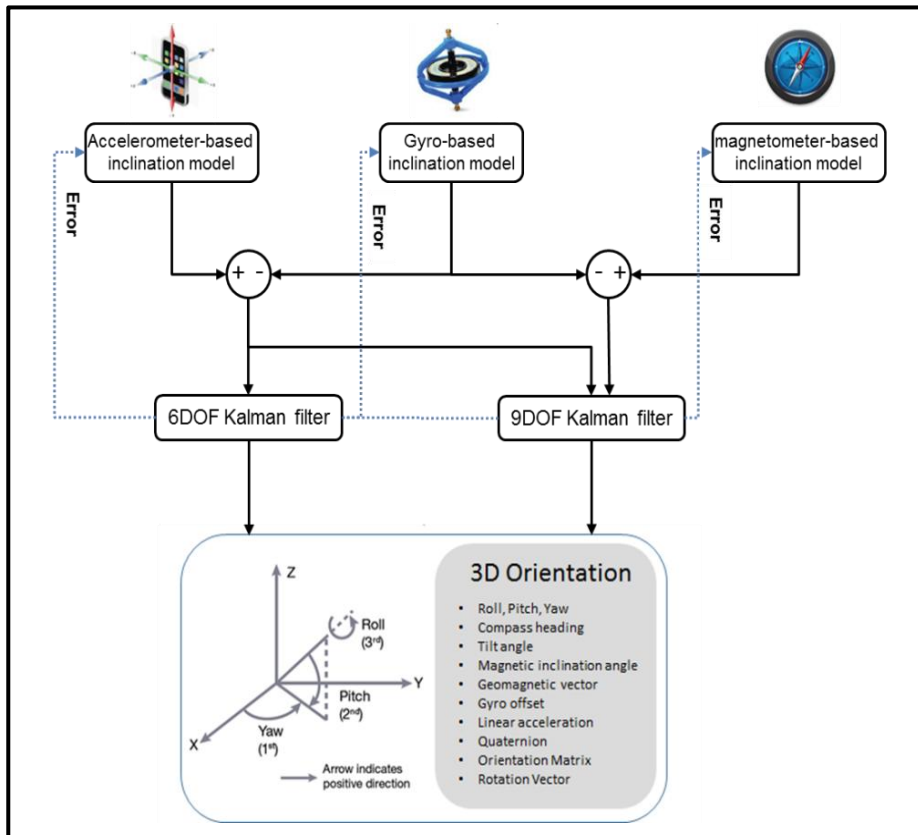 Accelerometer-based
inclination model
Gyro-based
inclination model
magnetometer-based
inclination model
Error
Error
Error
+ -
- +
6DOF Kalman filter
9DOF Kalman filter
Z
Roll
(3rd)
Y
Pitch
(2nd)
X
Yaw
(1st)
Arrow indicates
positive direction
3D Orientation
• Roll, Pitch, Yaw
• Compass heading
• Tilt angle
• Magnetic inclination angle
• Geomagnetic vector
• Gyro offset
• Linear acceleration
• Quaternion
• Orientation Matrix
• Rotation Vector